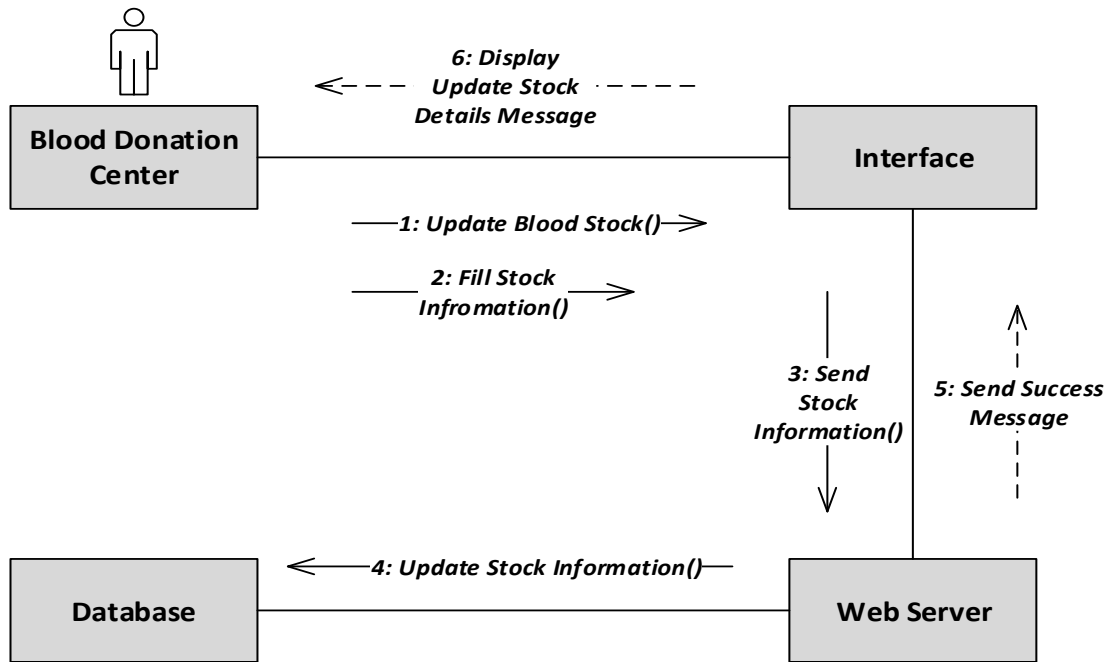 6: Display
Update Stock
Details Message
Blood Donation
Center
Interface
1: Update Blood Stock()
2: Fill Stock
Infromation()
3: Send
Stock
Information()
5: Send Success
Message
4: Update Stock Information()
Database
Web Server